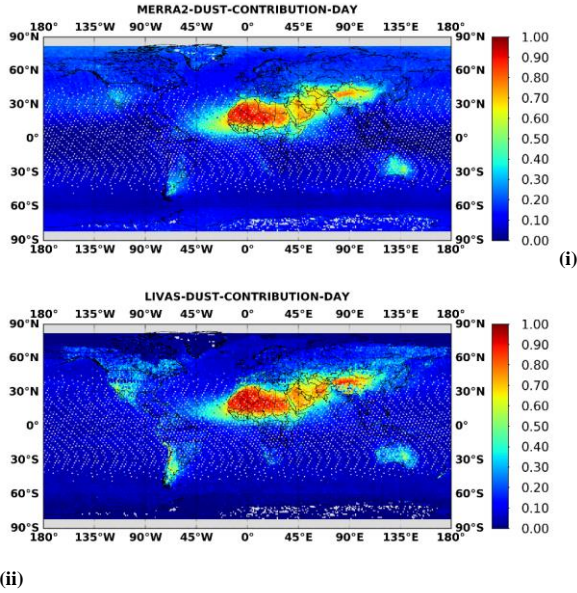 MERRA2-DUST-CONTRIBUTION-DAY
180° 135°W 90°W 45°W 0° 45°E 90°E 135°E 180°
90°N 90°N 1.00
0.90
60°N 60°N 0.80
30°N 30°N 0.70
0.60
0° 0° 0.50
0.40
30°S 30°S 0.30
60°S 60°S 0.20
0.10
90°S 90°S 0.00
180° 135°W 90°W 45°W 0° 45°E 90°E 135°E 180°
(i)
LIVAS-DUST-CONTRIBUTION-DAY
180° 135°W 90°W 45°W 0° 45°E 90°E 135°E 180°
90°N 90°N 1.00
0.90
60°N 60°N 0.80
30°N 30°N 0.70
0.60
0° 0° 0.50
0.40
30°S 30°S 0.30
60°S 60°S 0.20
0.10
90°S 90°S 0.00
180° 135°W 90°W 45°W 0° 45°E 90°E 135°E 180°
(ii)